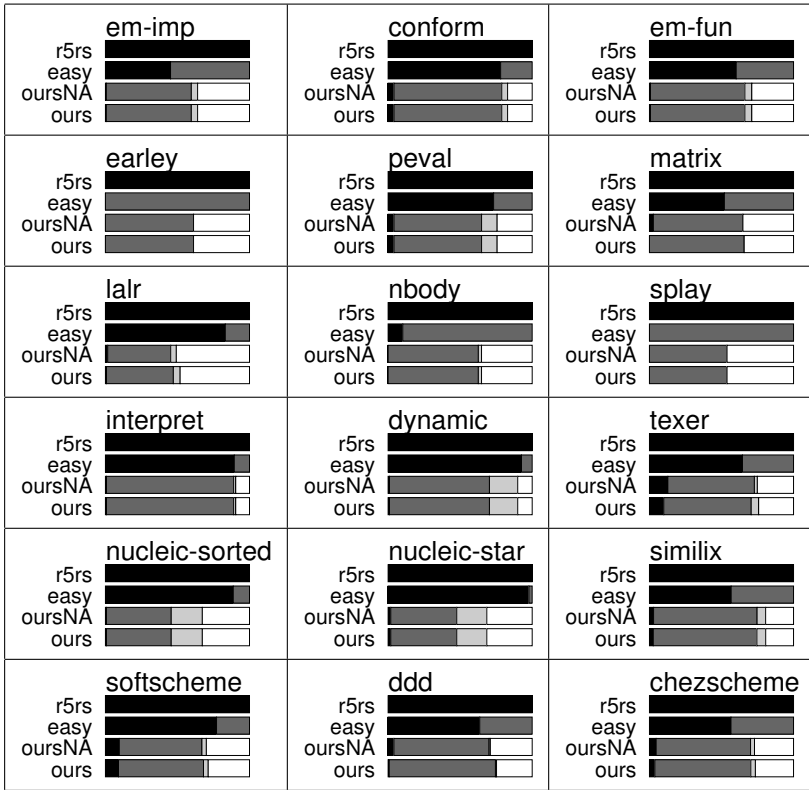 em-imp
r5rs
easy
oursNA
ours
conform
r5rs
easy
oursNA
ours
em-fun
r5rs
easy
oursNA
ours
earley
r5rs
easy
oursNA
ours
peval
r5rs
easy
oursNA
ours
matrix
r5rs
easy
oursNA
ours
lalr
r5rs
easy
oursNA
ours
nbody
r5rs
easy
oursNA
ours
splay
r5rs
easy
oursNA
ours
interpret
r5rs
easy
oursNA
ours
dynamic
r5rs
easy
oursNA
ours
texer
r5rs
easy
oursNA
ours
nucleic-sorted
r5rs
easy
oursNA
ours
nucleic-star
r5rs
easy
oursNA
ours
similix
r5rs
easy
oursNA
ours
softscheme
r5rs
easy
oursNA
ours
ddd
r5rs
easy
oursNA
ours
chezscheme
r5rs
easy
oursNA
ours